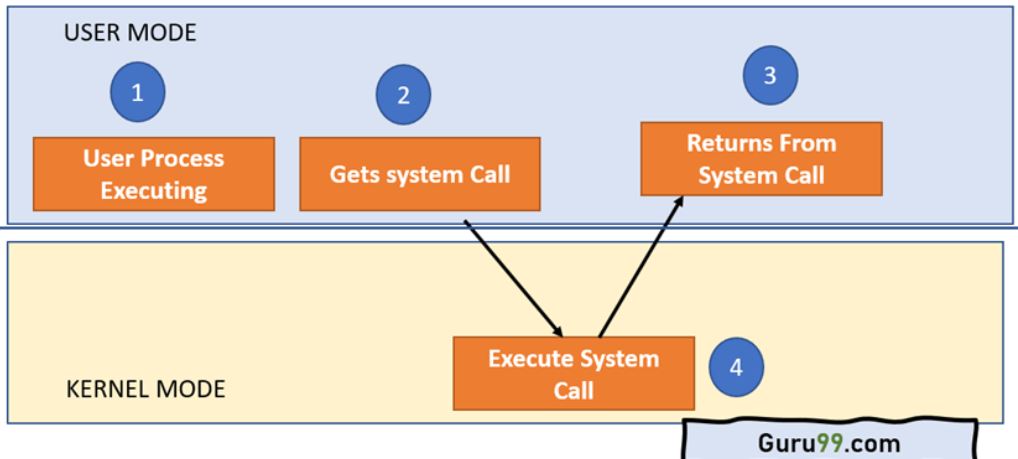 USER MODE
1
2
3
User Process
Executing
Gets system Call
Returns From
System Call
Execute System
Call
4
KERNEL MODE
Guru99.com